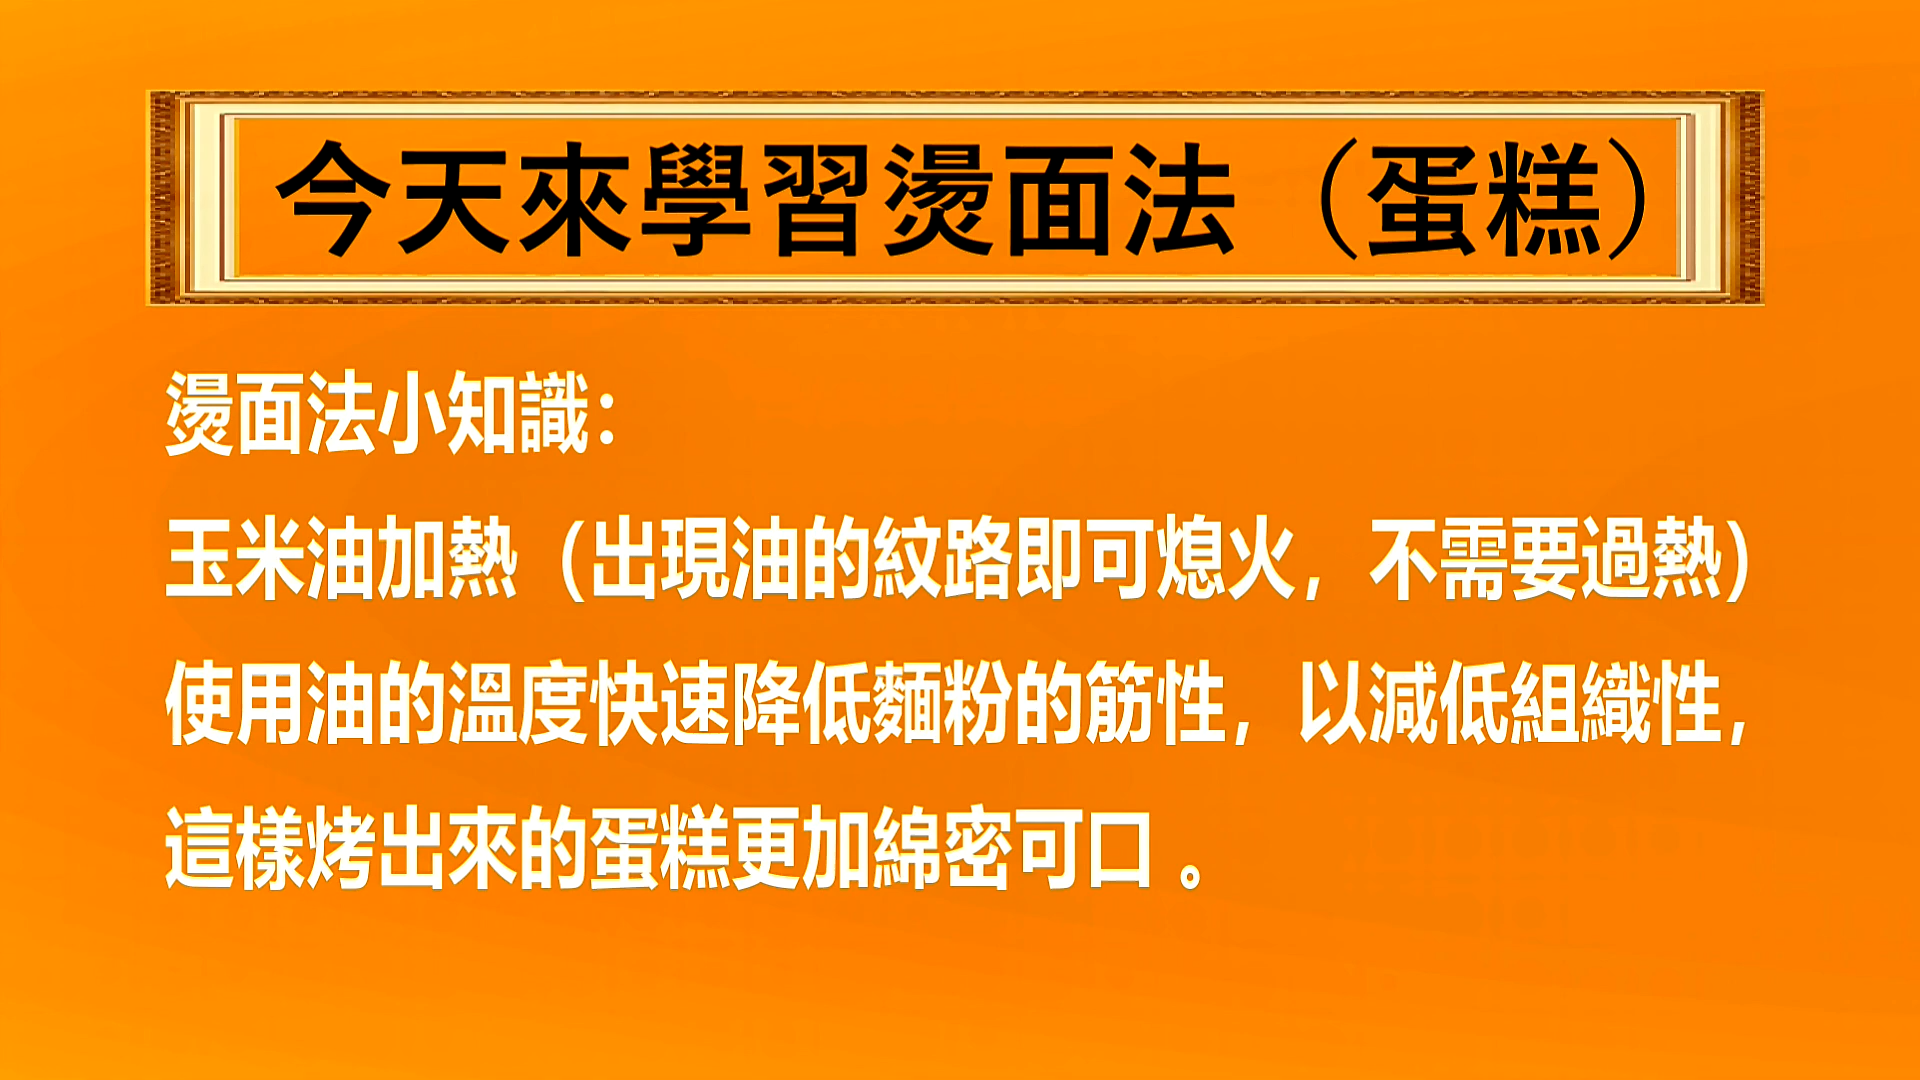 今天來學習燙面法（蛋糕）
燙面法小知識：
玉米油加熱（出現油的紋路即可熄火，不需要過熱）
使用油的溫度快速降低麵粉的筋性，以減低組織性，
這樣烤出來的蛋糕更加綿密可口 。